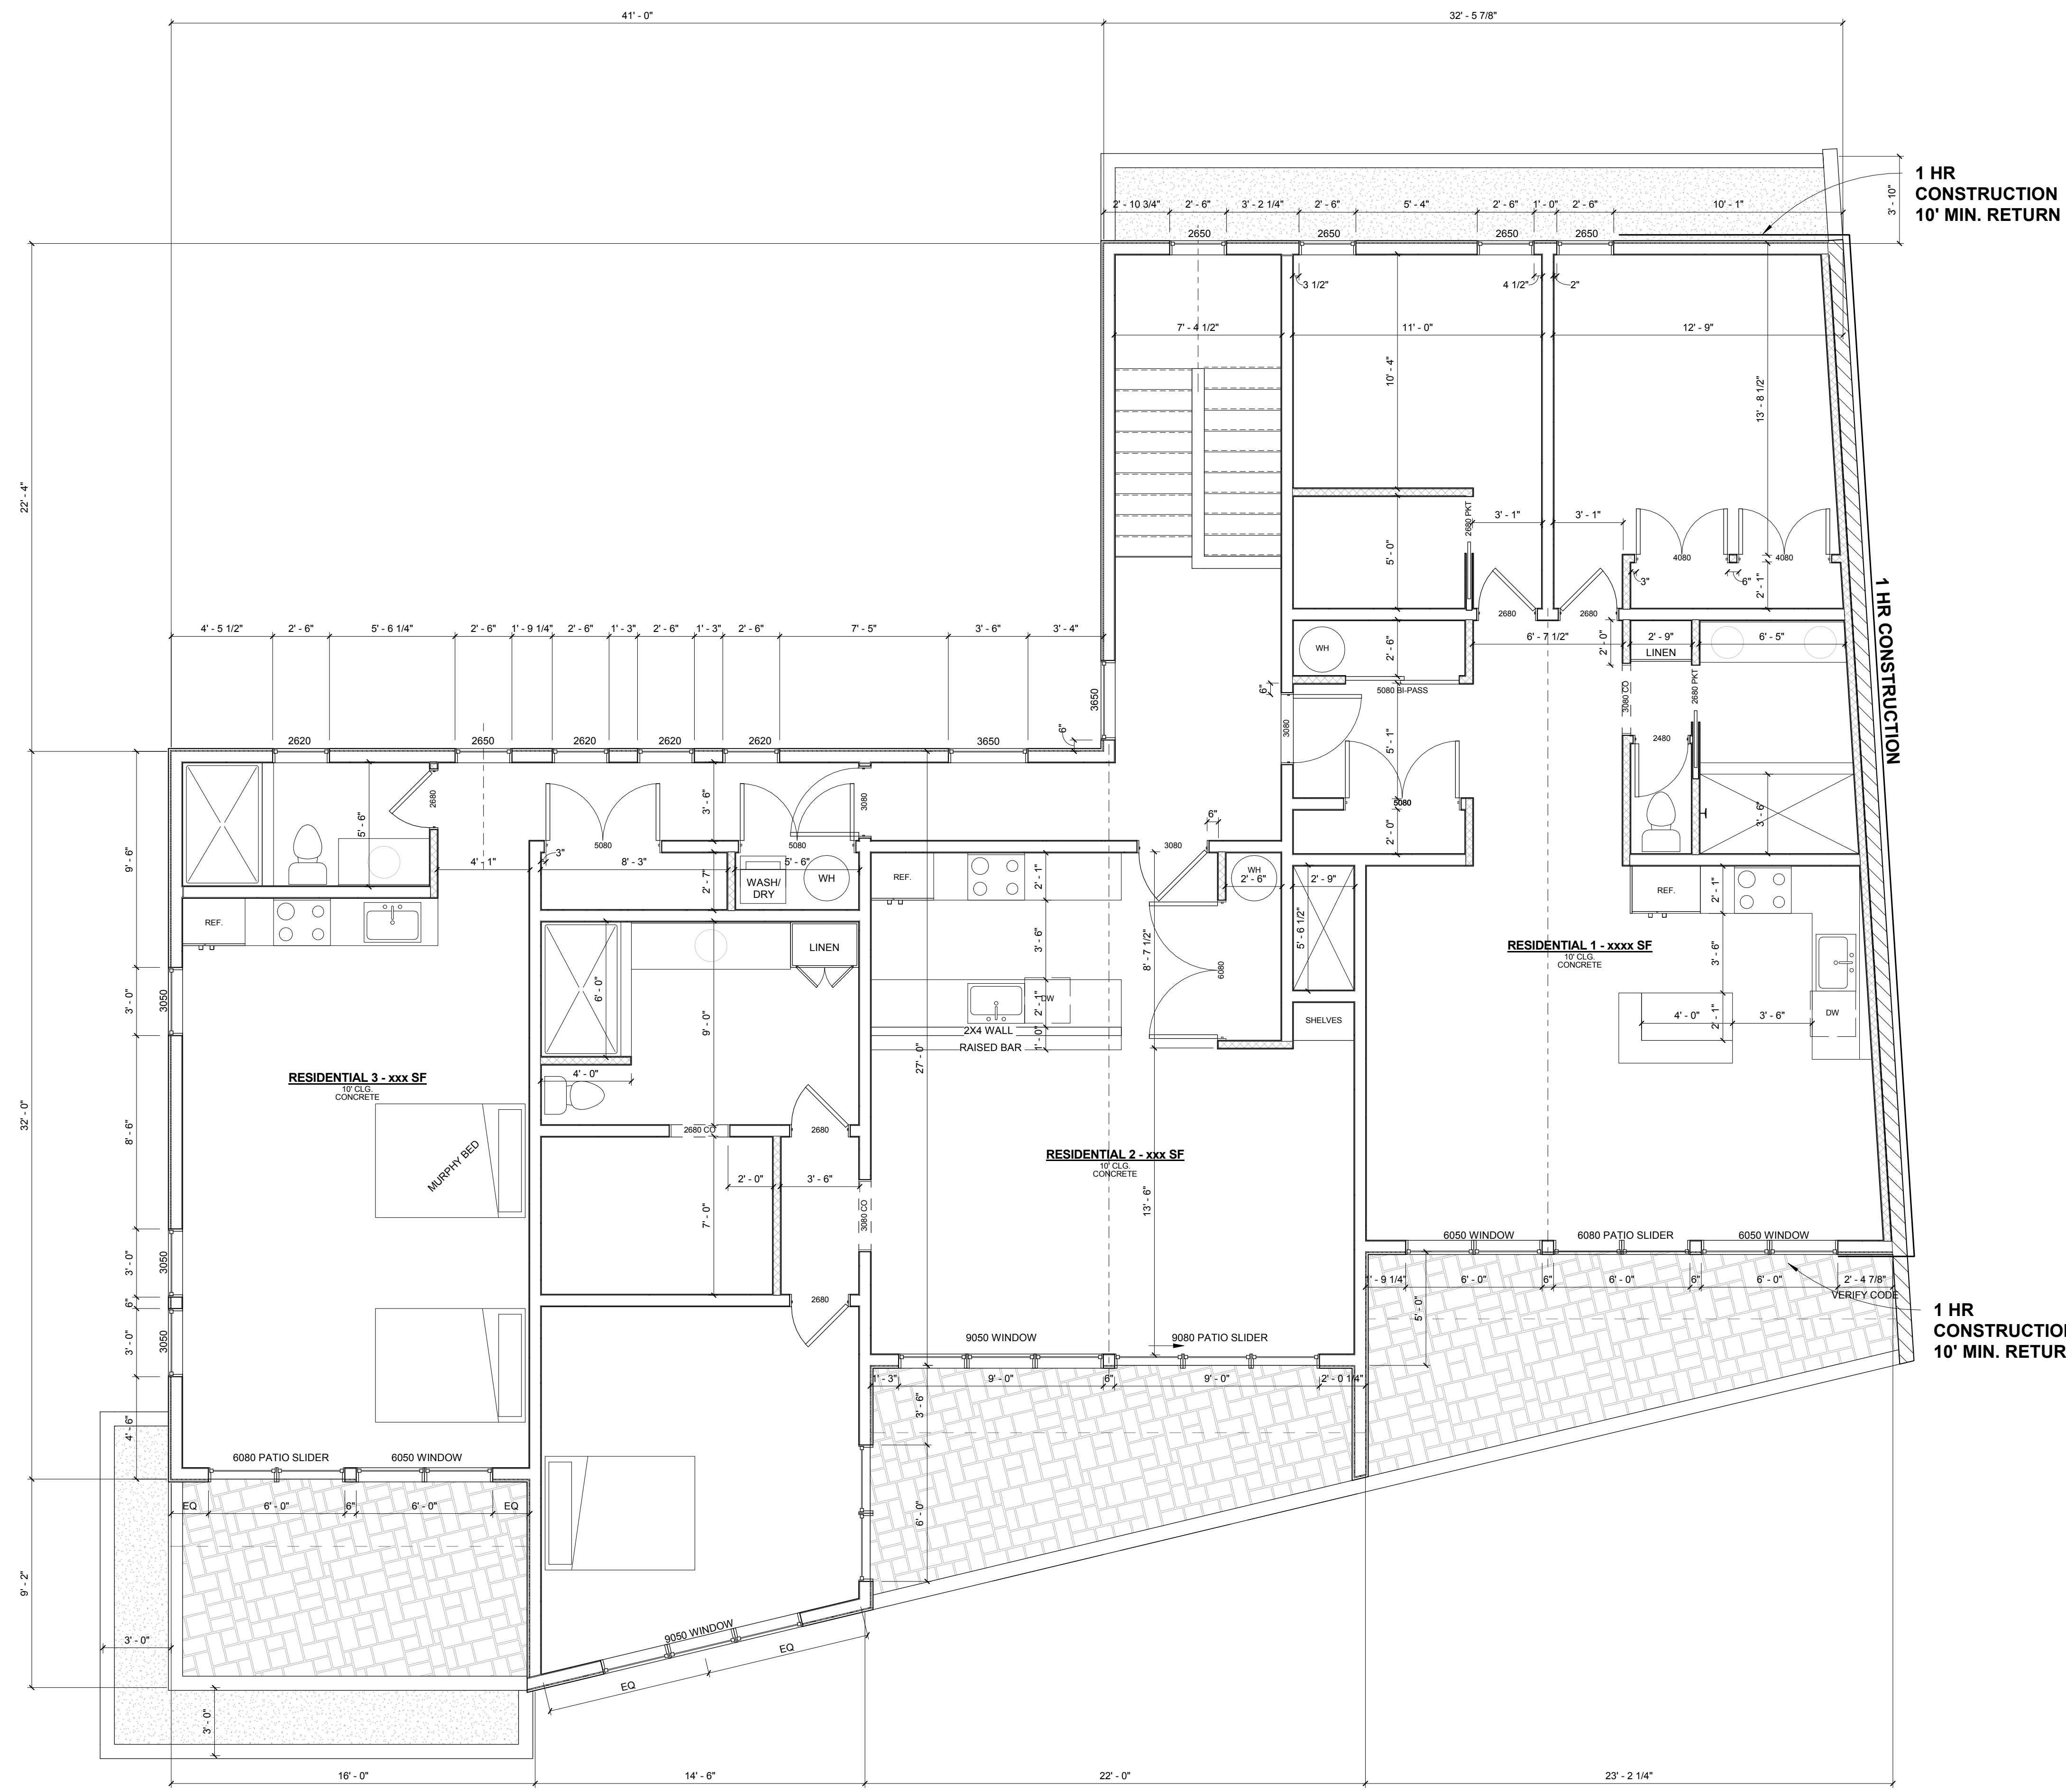 41' - 0"
32' - 5 7/8"
1 HR
CONSTRUCTION
10' MIN. RETURN
3' - 10"
2' - 10 3/4"
2' - 6"
3' - 2 1/4"
2' - 6"
5' - 4"
2' - 6"
1' - 0"
2' - 6"
10' - 1"
2650
2650
2650
2650
3 1/2"
4 1/2"
2"
7' - 4 1/2"
11' - 0"
12' - 9"
10' - 4"
13' - 8 1/2"
22' - 4"
2680 PKT
3' - 1"
3' - 1"
5' - 0"
4080
4080
3"
6"
2' - 1"
1 HR CONSTRUCTION
2680
2680
4' - 5 1/2"
2' - 6"
5' - 6 1/4"
2' - 6"
1' - 9 1/4"
2' - 6"
1' - 3"
2' - 6"
1' - 3"
2' - 6"
7' - 5"
3' - 6"
3' - 4"
6' - 7 1/2"
2' - 0"
2' - 9"
LINEN
6' - 5"
WH
2' - 6"
5080 BI-PASS
6"
3650
3080
3080 CO
2680 PKT
2620
2650
2620
2620
2620
3650
6"
5' - 1"
2480
2680
3' - 6"
3080
5080
6"
2' - 0"
3' - 6"
5' - 6"
9' - 6"
4' - 1"
3"
5080
8' - 3"
2' - 7"
5080
5' - 6"
WASH/
DRY
WH
3080
REF.
2' - 1"
WH
2' - 6"
2' - 9"
REF.
2' - 1"
REF.
LINEN
3' - 6"
8' - 7 1/2"
5' - 6 1/2"
6080
RESIDENTIAL 1 - xxxx SF
10' CLG.
CONCRETE
3' - 6"
3' - 0"
3050
6' - 0"
9' - 0"
DW
2' - 1"
2X4 WALL
RAISED BAR
1' - 0"
SHELVES
4' - 0"
2' - 1"
3' - 6"
DW
27' - 0"
RESIDENTIAL 3 - xxx SF
10' CLG.
CONCRETE
4' - 0"
32' - 0"
8' - 6"
MURPHY BED
2680 CO
2680
RESIDENTIAL 2 - xxx SF
10' CLG.
CONCRETE
2' - 0"
3' - 6"
7' - 0"
3080 CO
13' - 6"
6050 WINDOW
6080 PATIO SLIDER
6050 WINDOW
3' - 0"
3050
6"
2680
1' - 9 1/4"
6' - 0"
6"
6' - 0"
6"
6' - 0"
2' - 4 7/8"
VERIFY CODE
5' - 0"
1 HR
CONSTRUCTION
10' MIN. RETUR
3' - 0"
3050
9050 WINDOW
9080 PATIO SLIDER
1' - 3"
9' - 0"
6"
9' - 0"
2' - 0 1/4"
3' - 6"
4' - 6"
6080 PATIO SLIDER
6050 WINDOW
EQ
6' - 0"
6"
6' - 0"
EQ
6' - 0"
9' - 2"
3' - 0"
9050 WINDOW
EQ
EQ
3' - 0"
16' - 0"
14' - 6"
22' - 0"
23' - 2 1/4"